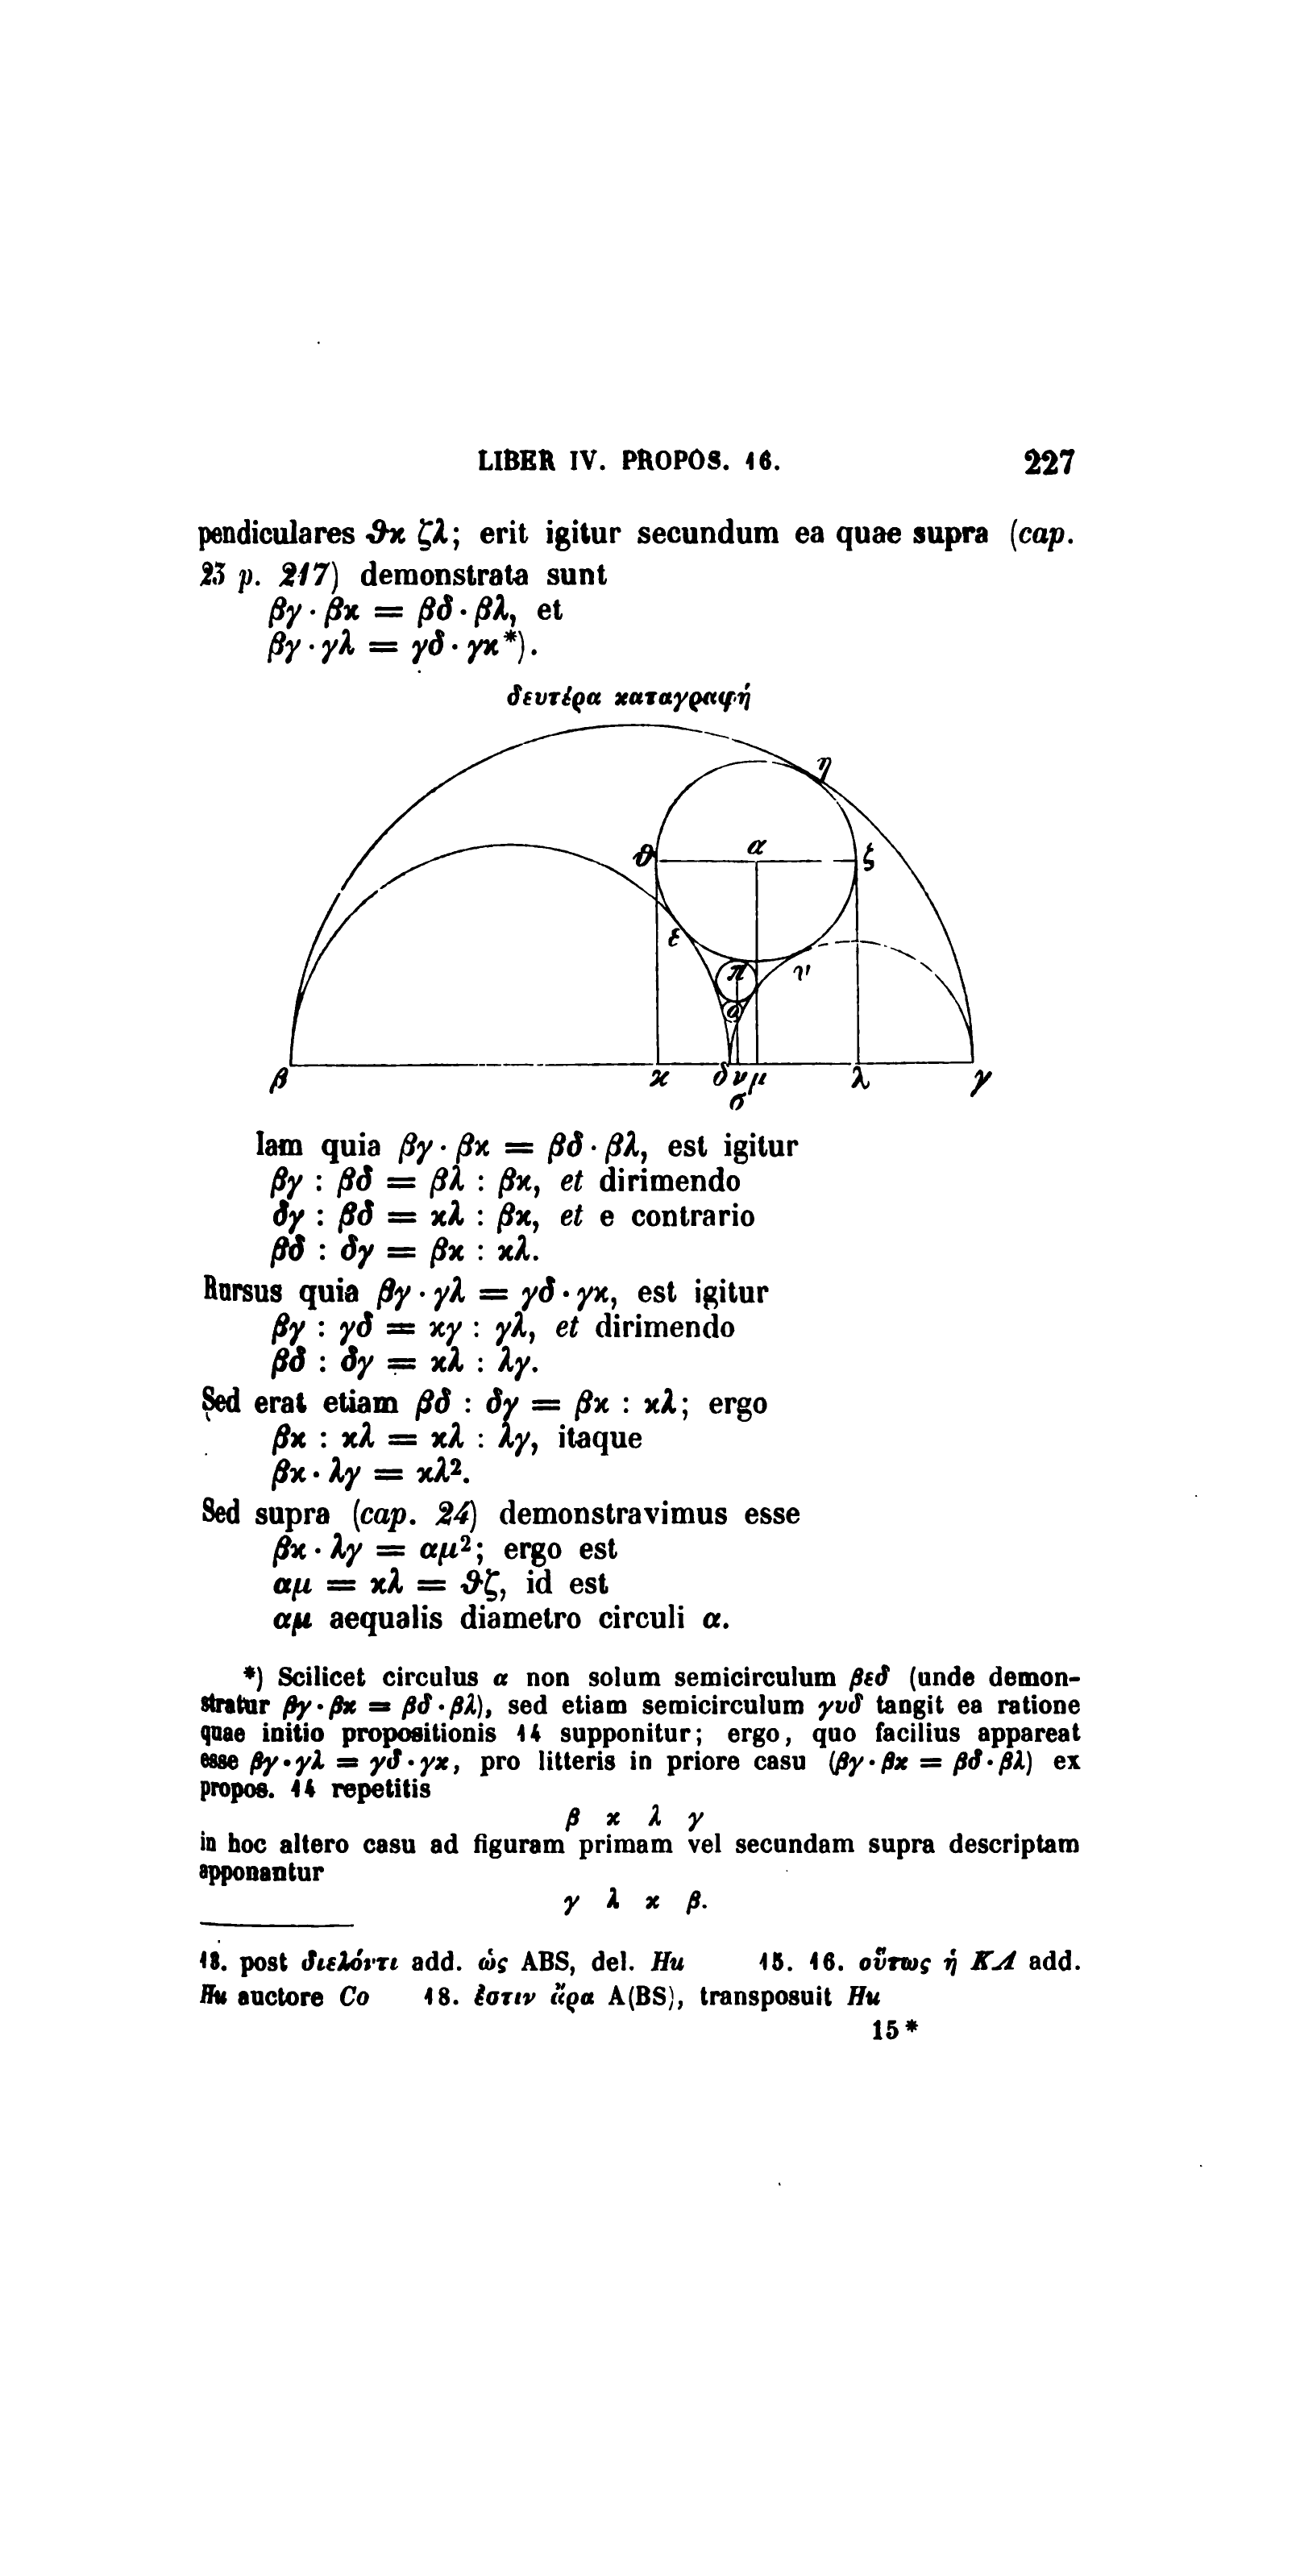 LIBER IV. PROPOS. 16. 227
pendiculares ϑκ ζλ; erit igitur secundum ea quae supra (cap.
23 p. 217) demonstrata sunt
βγ · βκ = βδ · βλ, et
βγ · γλ = γδ · γκ*).
δευτέρα καταγραφή
η
ϑ α ζ
ε π υ
β κ δ ν μ λ γ
σ
Iam quia βγ · βκ = βδ · βλ, est igitur
βγ : βδ = βλ : βκ, et dirimendo
δγ : βδ = κλ : βκ, et e contrario
βδ : δγ = βκ : κλ.
Rursus quia βγ · γλ = γδ · γκ, est igitur
βγ : γδ = κγ : γλ, et dirimendo
βδ : δγ = κλ : λγ.
Sed erat etiam βδ : δγ = βκ : κλ; ergo
βκ : κλ = κλ : λγ, itaque
βκ · λγ = κλ².
Sed supra (cap. 24) demonstravimus esse
βκ · λγ = αμ²; ergo est
αμ = κλ = ϑζ, id est
αμ aequalis diametro circuli α.
*) Scilicet circulus α non solum semicirculum βεδ (unde demon-
stratur βγ · βκ = βδ · βλ), sed etiam semicirculum γυδ tangit ea ratione
quae initio propositionis 14 supponitur; ergo, quo facilius appareat
esse βγ · γλ = γδ · γκ, pro litteris in priore casu (βγ · βκ = βδ · βλ) ex
propos. 14 repetitis
β κ λ γ
in hoc altero casu ad figuram primam vel secundam supra descriptam
apponantur
γ λ κ β.
13. post διελόντι add. ὡς ABS, del. Hu 15. 16. οὕτως ἡ ΚΛ add.
Hu auctore Co 18. ἐστιν ἄρα A(BS), transposuit Hu
15*